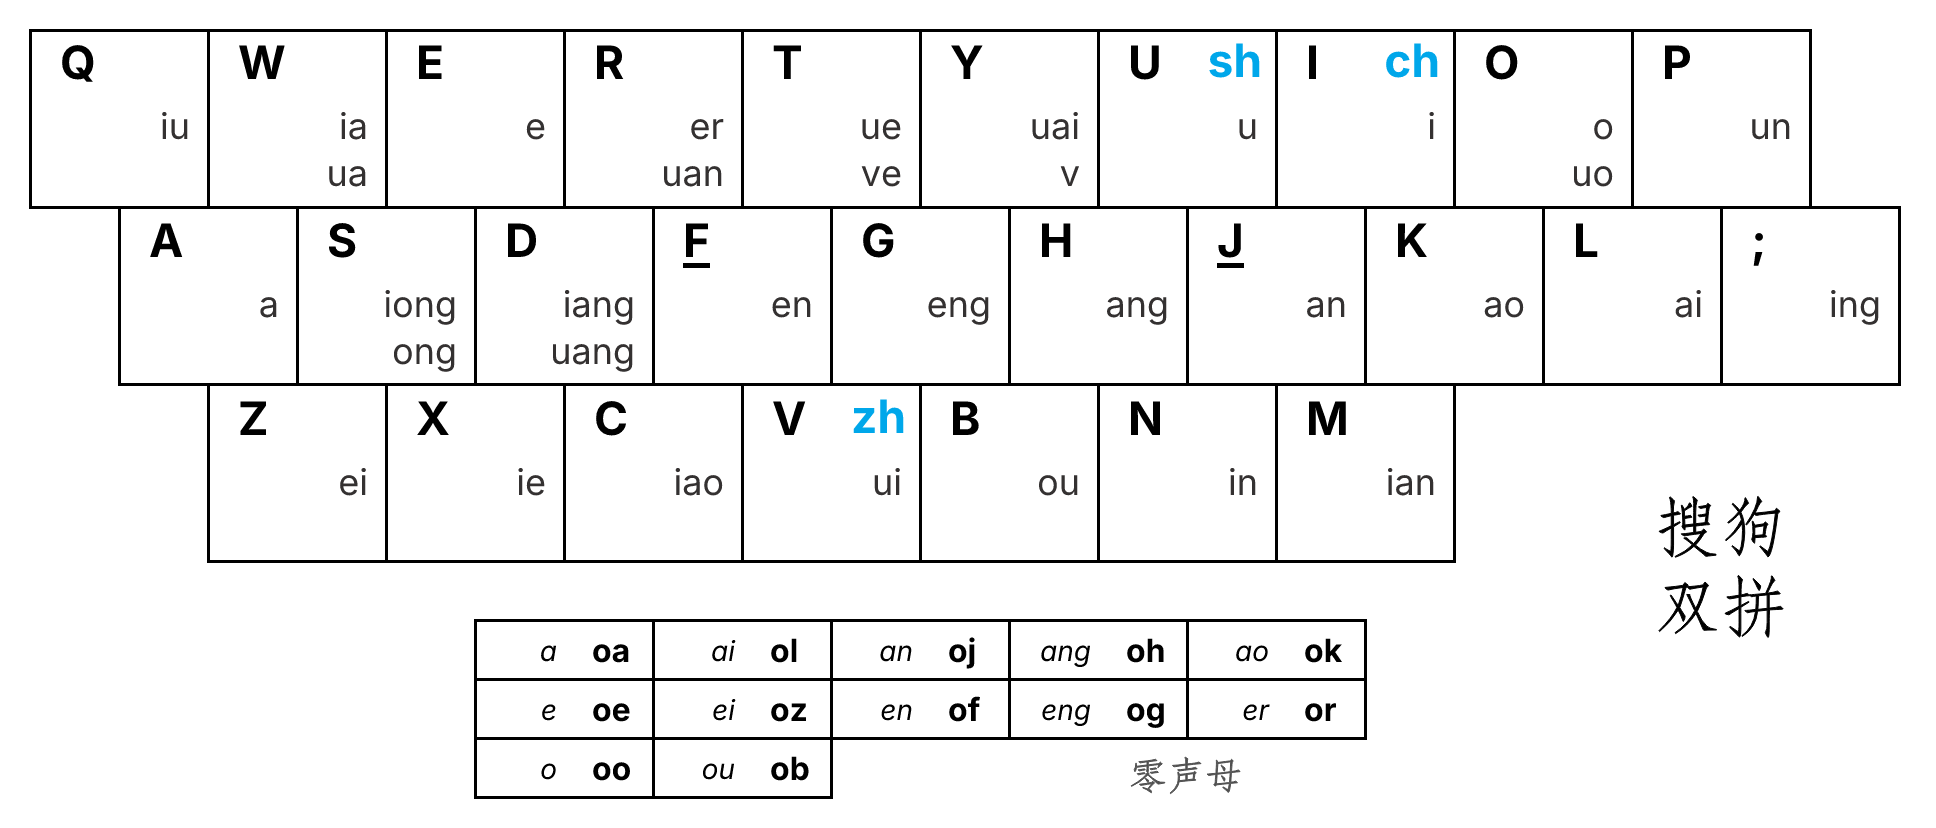 Q W E R T Y U sh I ch O P
iu ia e er ue uai u i o un
ua uan ve v uo
A S D F G H J K L ;
a iong iang en eng ang an ao ai ing
ong uang
Z X C V zh B N M
ei ie iao ui ou in ian
搜狗
双拼
a oa ai ol an oj ang oh ao ok
e oe ei oz en of eng og er or
o oo ou ob
零声母